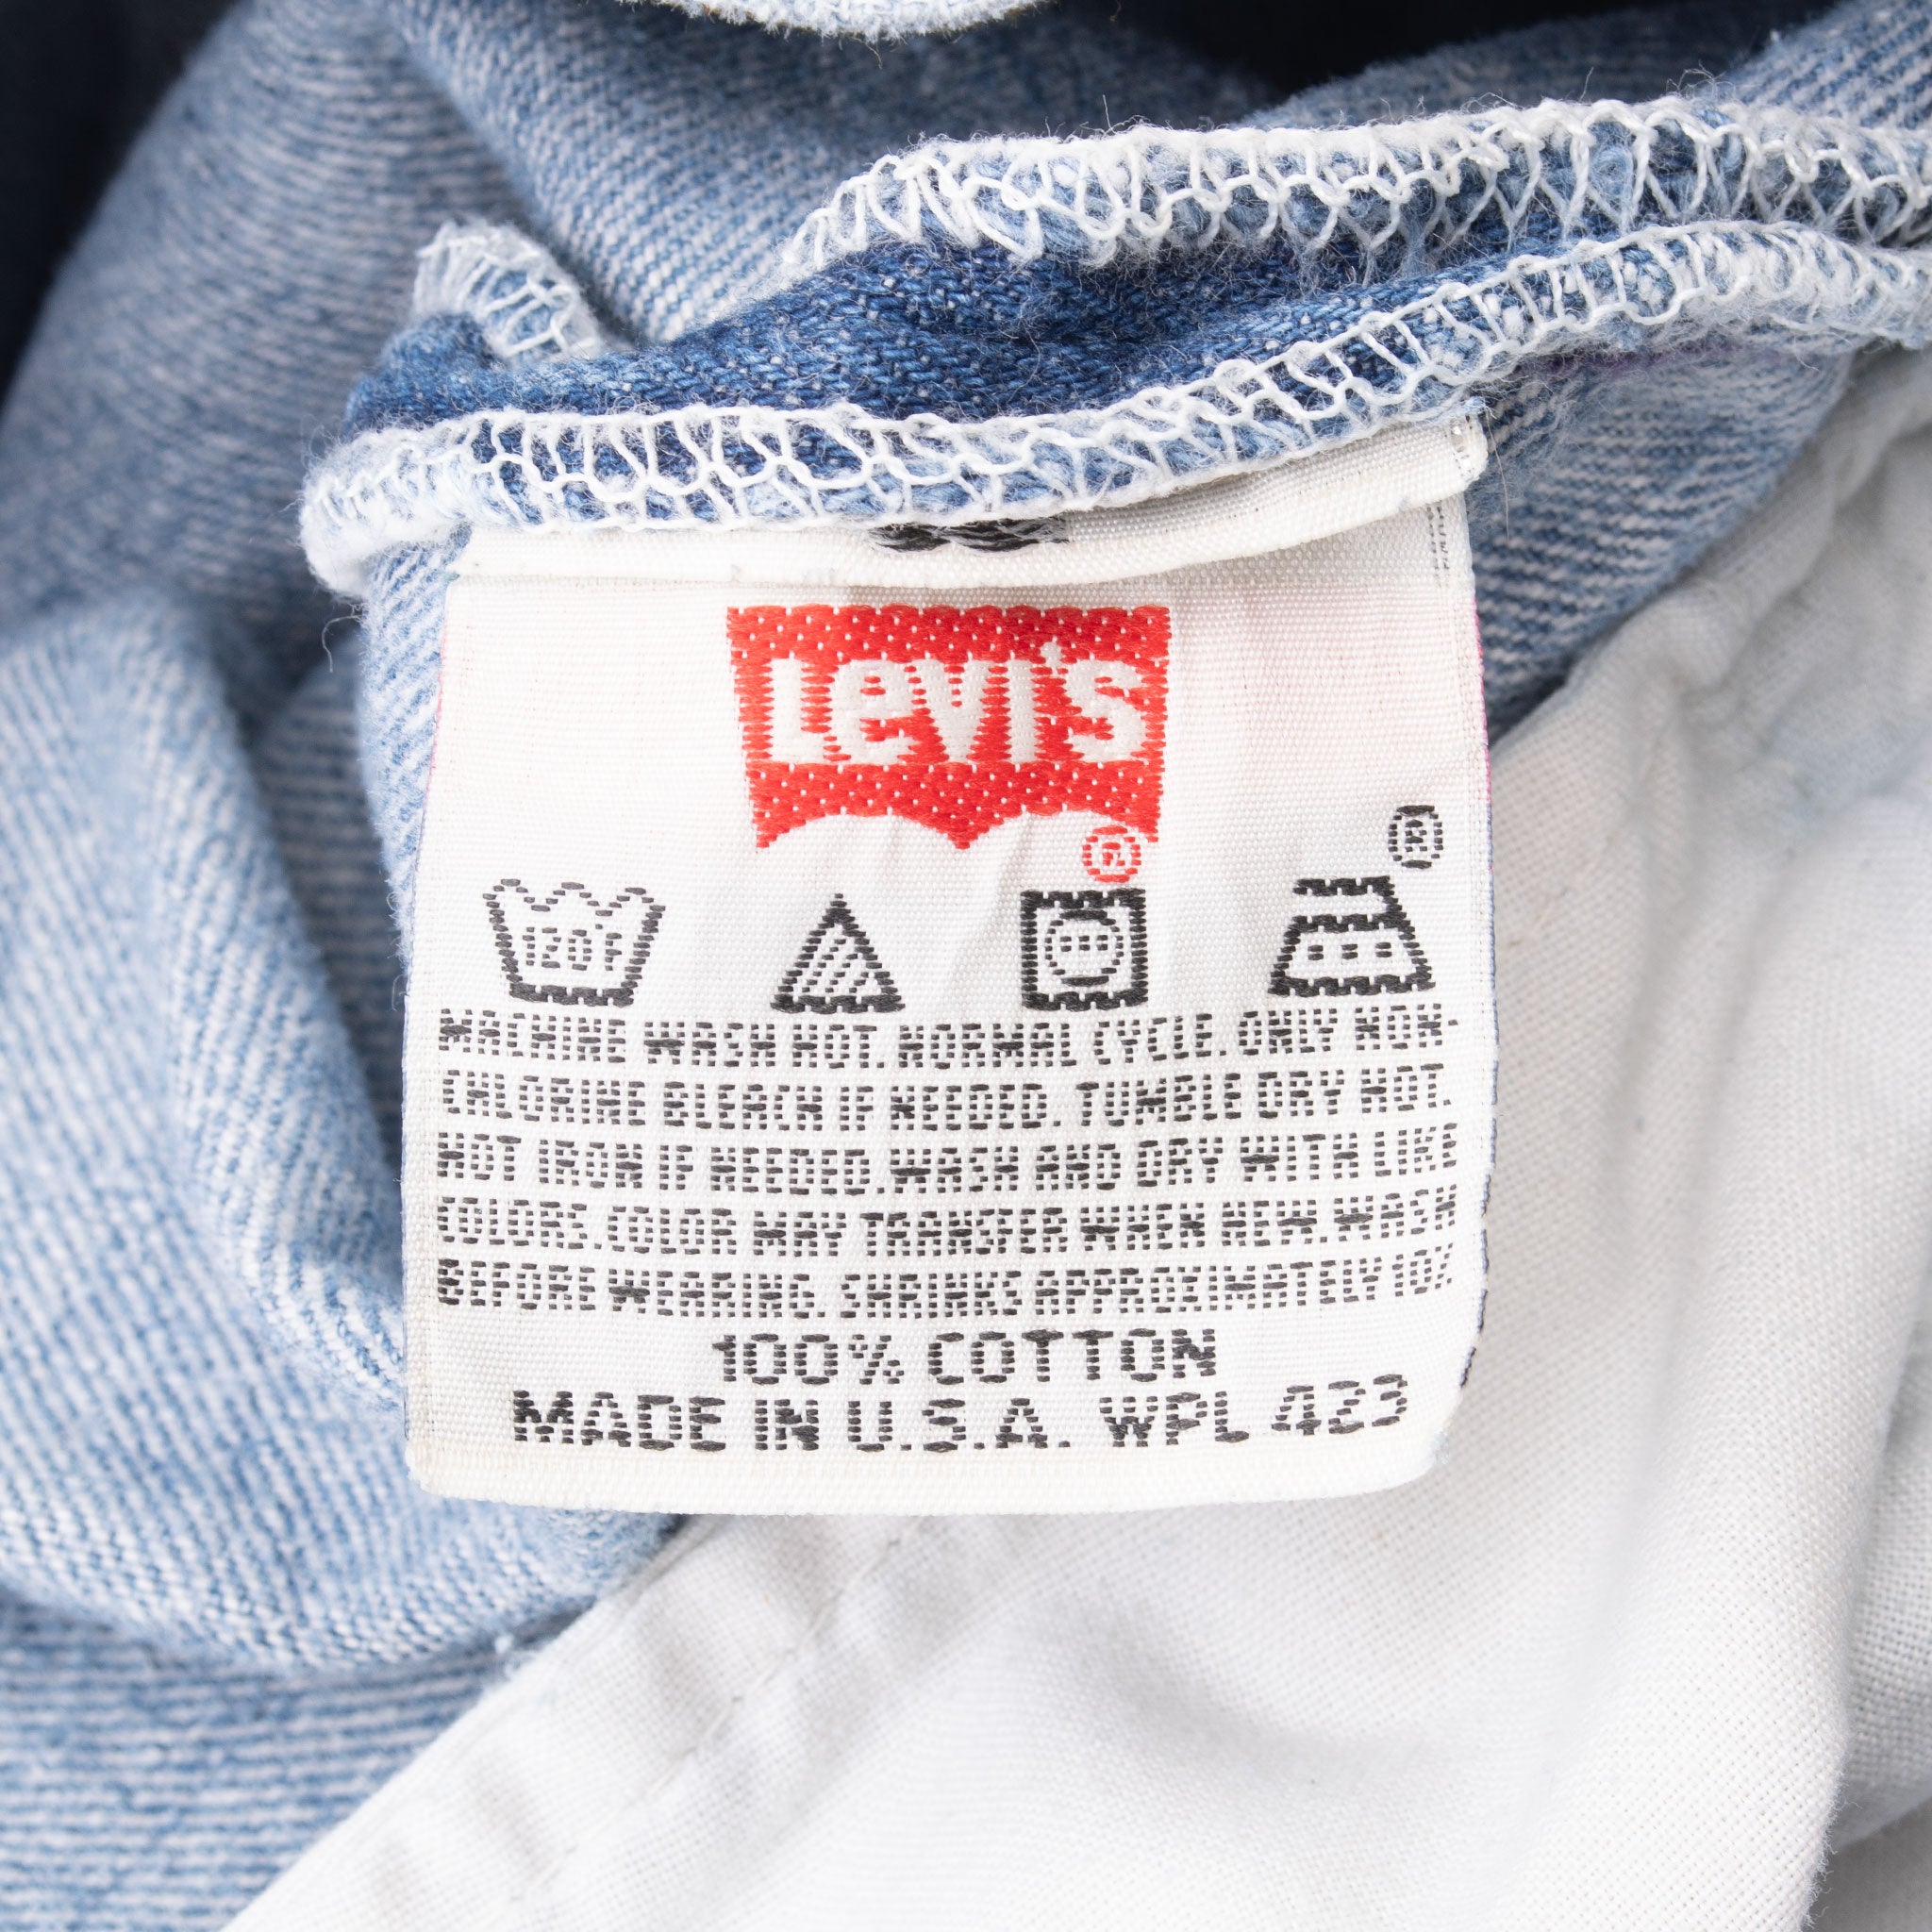 Levi's
®
®
120°F
MACHINE WASH HOT. NORMAL CYCLE. ONLY NON-
CHLORINE BLEACH IF NEEDED. TUMBLE DRY HOT.
HOT IRON IF NEEDED. WASH AND DRY WITH LIKE
COLORS. COLOR MAY TRANSFER WHEN NEW. WASH
BEFORE WEARING. SHRINKS APPROXIMATELY 10%
100% COTTON
MADE IN U.S.A. WPL 423